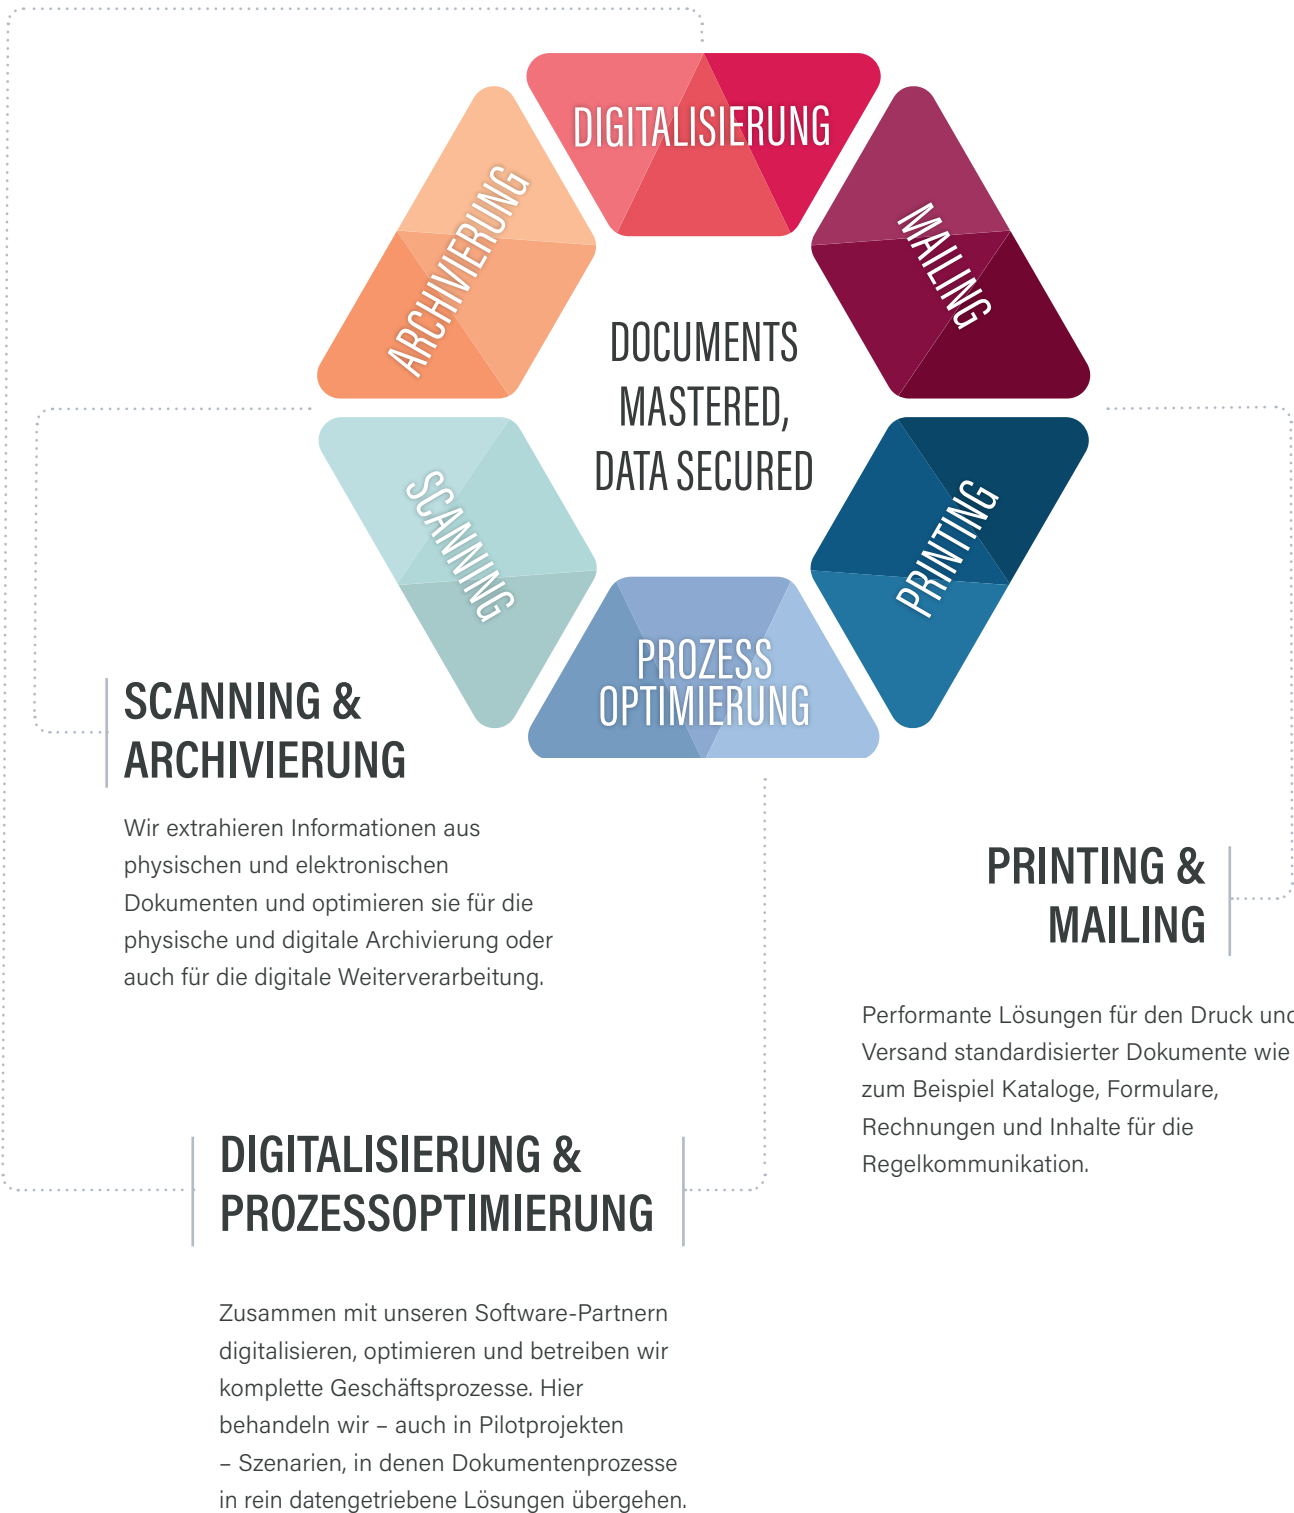 DIGITALISIERUNG
ARCHIVIERUNG
MAILING
DOCUMENTS
MASTERED,
DATA SECURED
SCANNING
PRINTING
PROZESS
OPTIMIERUNG
SCANNING &
ARCHIVIERUNG
Wir extrahieren Informationen aus
physischen und elektronischen
Dokumenten und optimieren sie für die
physische und digitale Archivierung oder
auch für die digitale Weiterverarbeitung.
PRINTING &
MAILING
Performante Lösungen für den Druck und
Versand standardisierter Dokumente wie
zum Beispiel Kataloge, Formulare,
Rechnungen und Inhalte für die
Regelkommunikation.
DIGITALISIERUNG &
PROZESSOPTIMIERUNG
Zusammen mit unseren Software-Partnern
digitalisieren, optimieren und betreiben wir
komplette Geschäftsprozesse. Hier
behandeln wir – auch in Pilotprojekten
– Szenarien, in denen Dokumentenprozesse
in rein datengetriebene Lösungen übergehen.